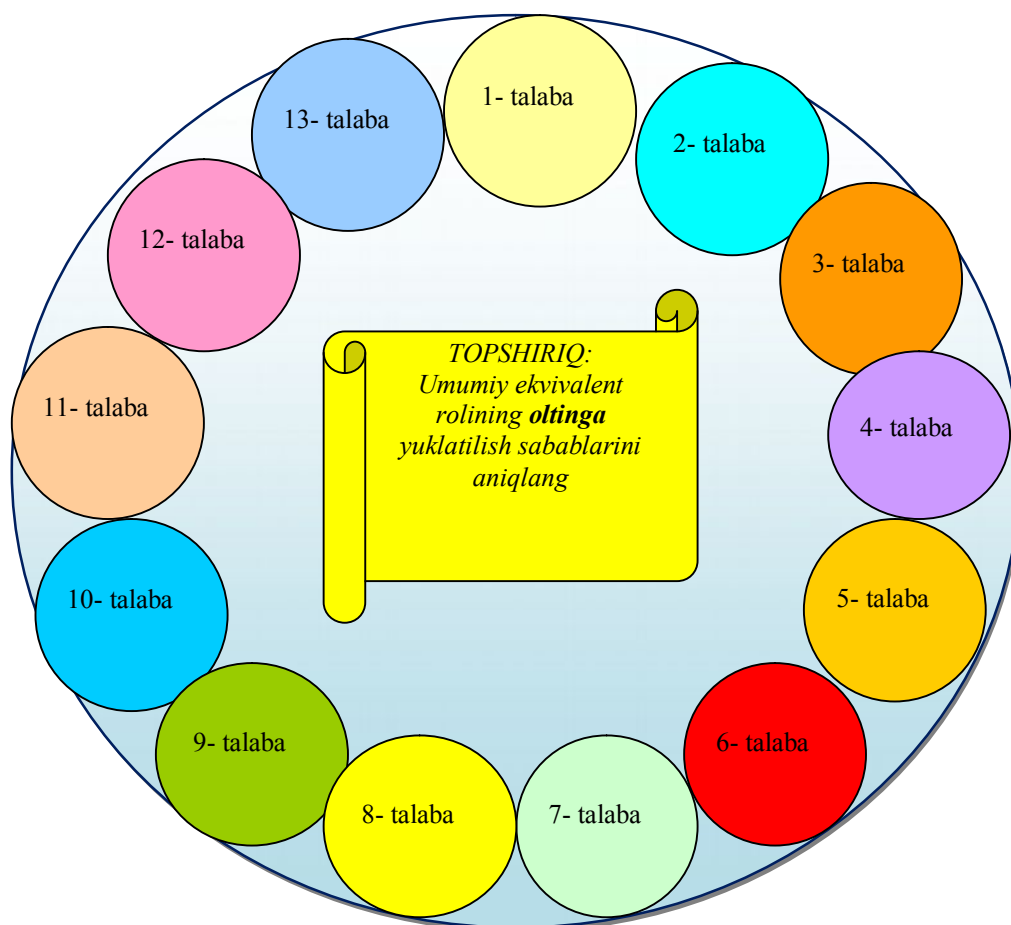 1- talaba
2- talaba
3- talaba
4- talaba
5- talaba
6- talaba
7- talaba
8- talaba
9- talaba
10- talaba
11- talaba
12- talaba
13- talaba
TOPSHIRIQ:
Umumiy ekvivalent
rolining oltinga
yuklatilish sabablarini
aniqlang